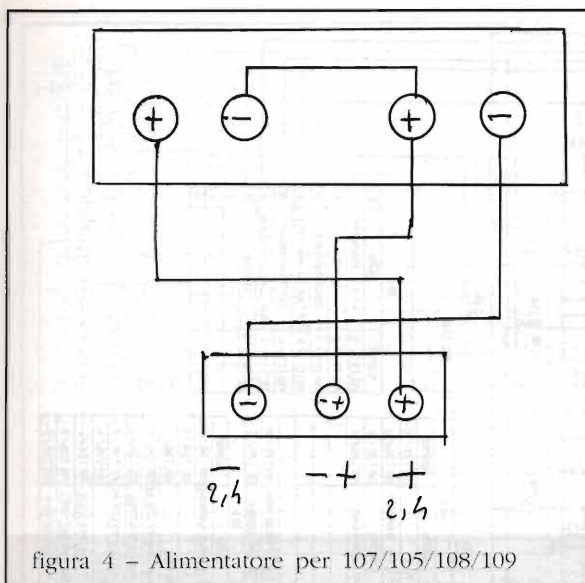 + - + -
- -+ +
- -+ +
2,4 2,4
figura 4 – Alimentatore per 107/105/108/109